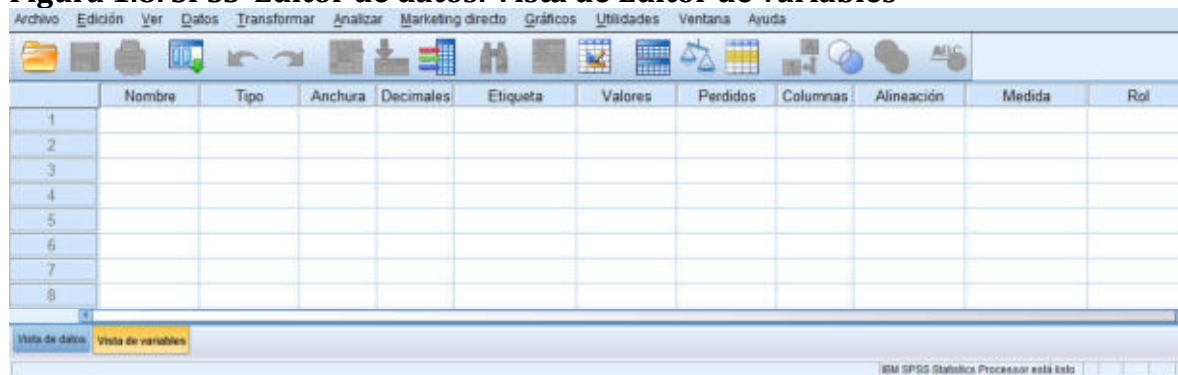 Figura 1.8. SPSS-Editor de datos. Vista de Editor de variables
Archivo Edición Ver Datos Transformar Analizar Marketing directo Gráficos Utilidades Ventana Ayuda
Nombre Tipo Anchura Decimales Etiqueta Valores Perdidos Columnas Alineación Medida Rol
1
2
3
4
5
6
7
8
Vista de datos Vista de variables
IBM SPSS Statistics Processor está listo